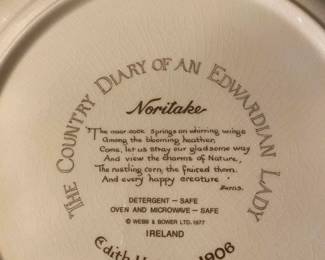 THE COUNTRY DIARY OF AN EDWARDIAN LADY
Noritake
"The moor cock springs on whirring wings
Among the blooming heather,
Come, let us stray our gladsome way
And view the charms of Nature,
The rustling corn, the fruited thorn
And every happy creature"
Burns.
DETERGENT – SAFE
OVEN AND MICROWAVE – SAFE
© WEBB & BOWER LTD. 1977
IRELAND
Edith 1906